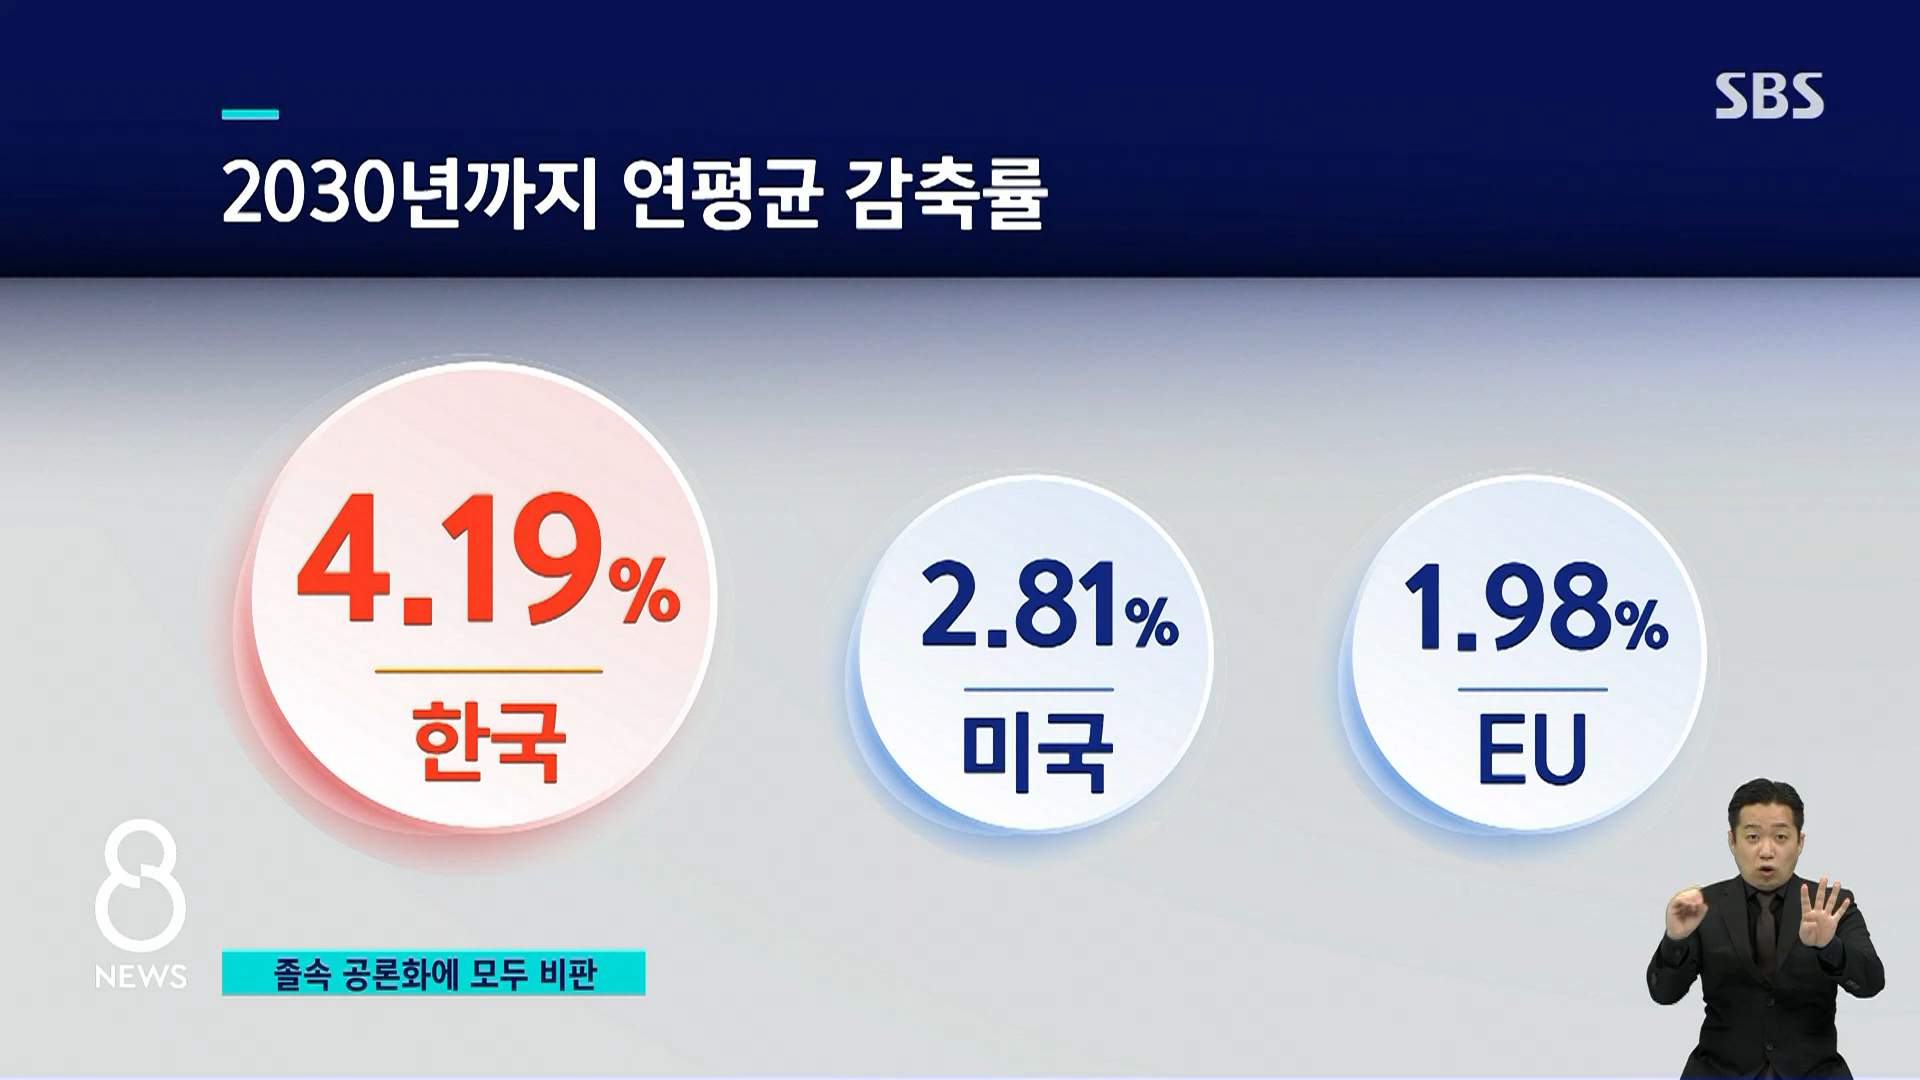 SBS
2030년까지 연평균 감축률
4.19%
한국
2.81%
미국
1.98%
EU
8
NEWS
졸속 공론화에 모두 비판